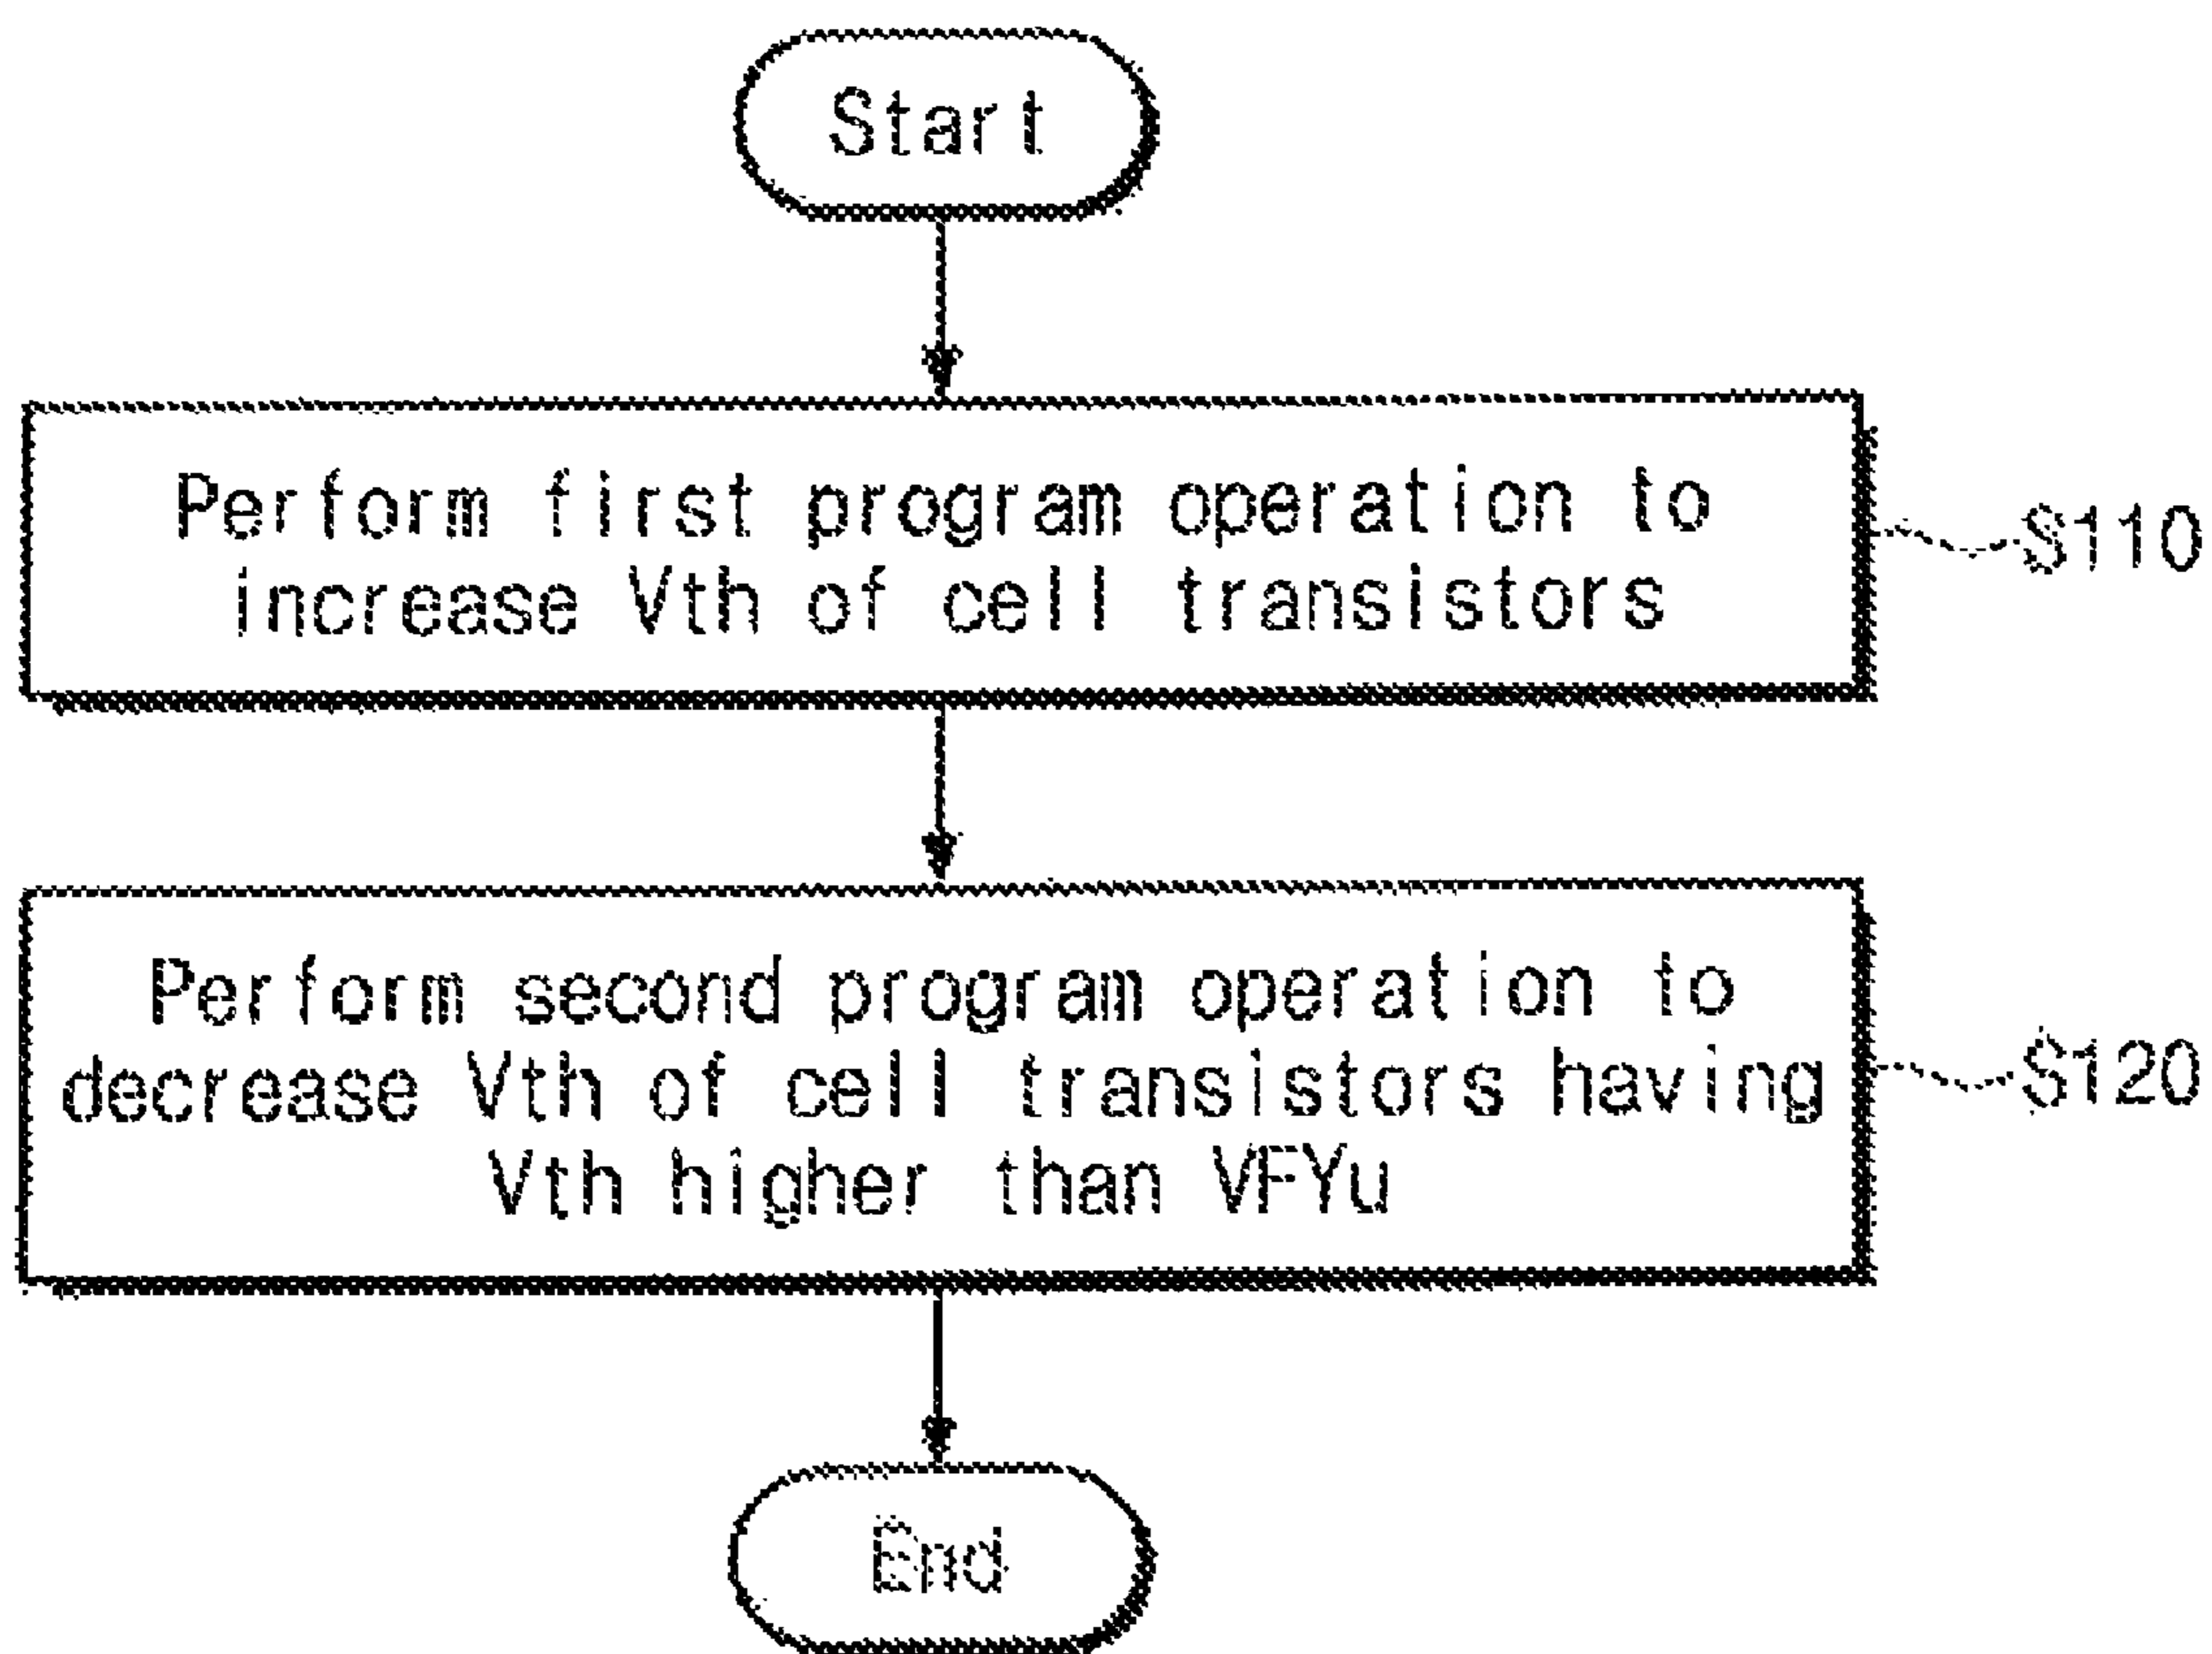 Start
Perform first program operation to
increase Vth of cell transistors
S110
Perform second program operation to
decrease Vth of cell transistors having
Vth higher than VFYu
S120
End